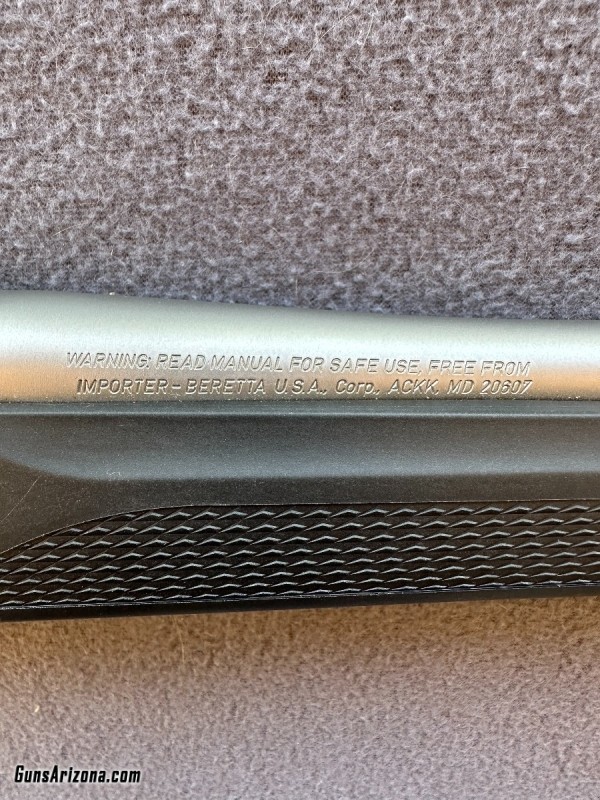 WARNING: READ MANUAL FOR SAFE USE, FREE FROM
IMPORTER– BERETTA U.S.A., Corp., ACKK, MD 20607
GunsArizona.com